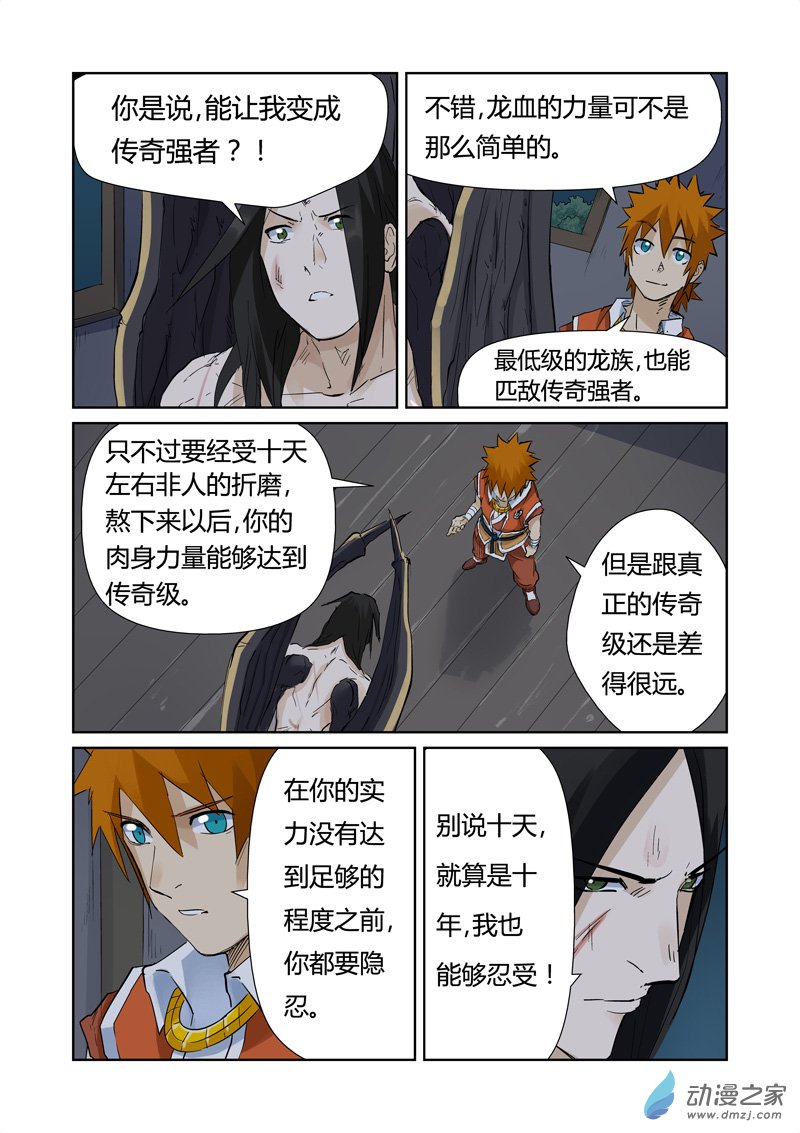 你是说，能让我变成
传奇强者？！
不错，龙血的力量可不是
那么简单的。
最低级的龙族，也能
匹敌传奇强者。
只不过要经受十天
左右非人的折磨，
熬下来以后，你的
肉身力量能够达到
传奇级。
但是跟真
正的传奇
级还是差
得很远。
在你的实
力没有达
到足够的
程度之前，
你都要隐
忍。
别说十天，
就算是十
年，我也
能够忍受！
动漫之家
www.dmzj.com